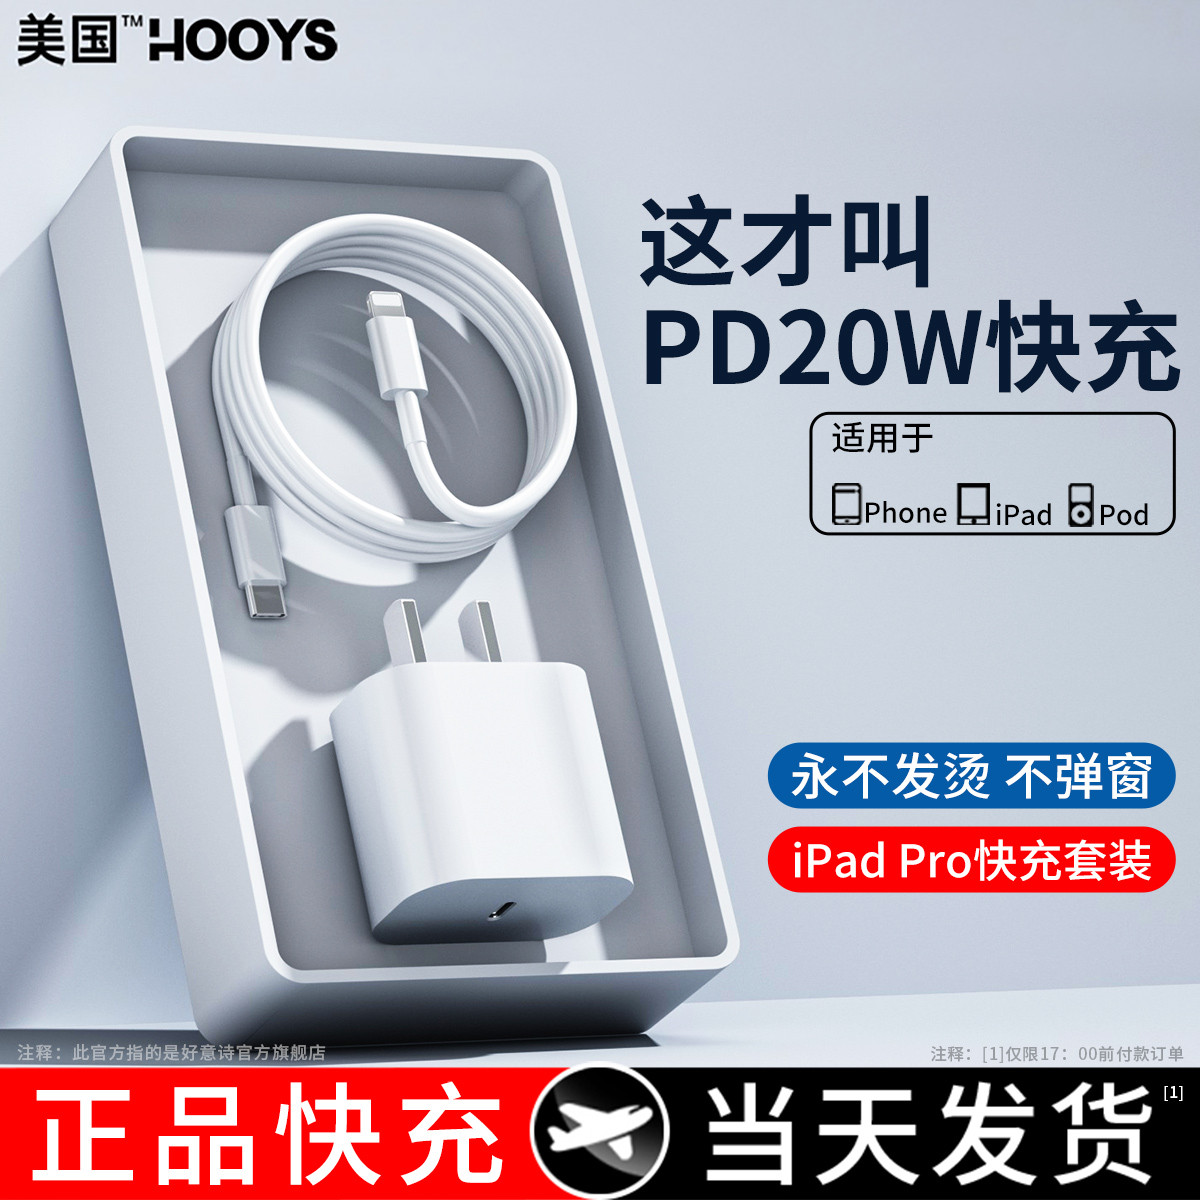 美国™HOOYS
这才叫
PD20W快充
适用于
Phone iPad Pod
永不发烫 不弹窗
iPad Pro快充套装
注释：此官方指的是好意诗官方旗舰店
注释：[1]仅限17：00前付款订单
正品快充 当天发货[1]